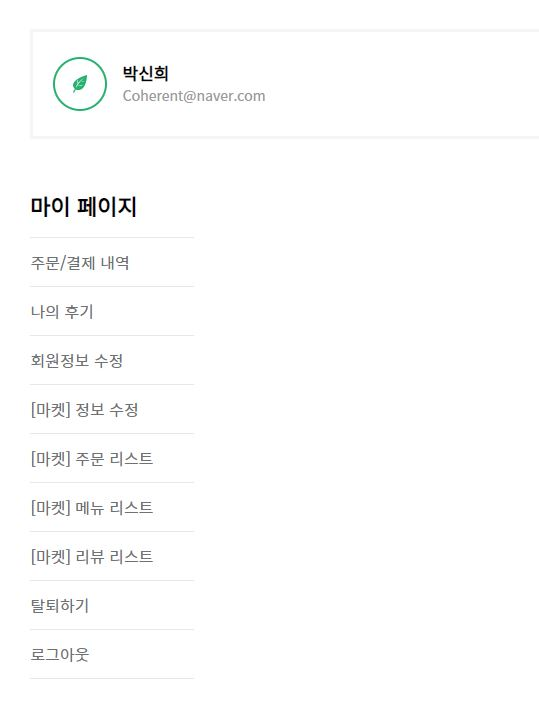 박신희
Coherent@naver.com
마이 페이지
주문/결제 내역
나의 후기
회원정보 수정
[마켓] 정보 수정
[마켓] 주문 리스트
[마켓] 메뉴 리스트
[마켓] 리뷰 리스트
탈퇴하기
로그아웃